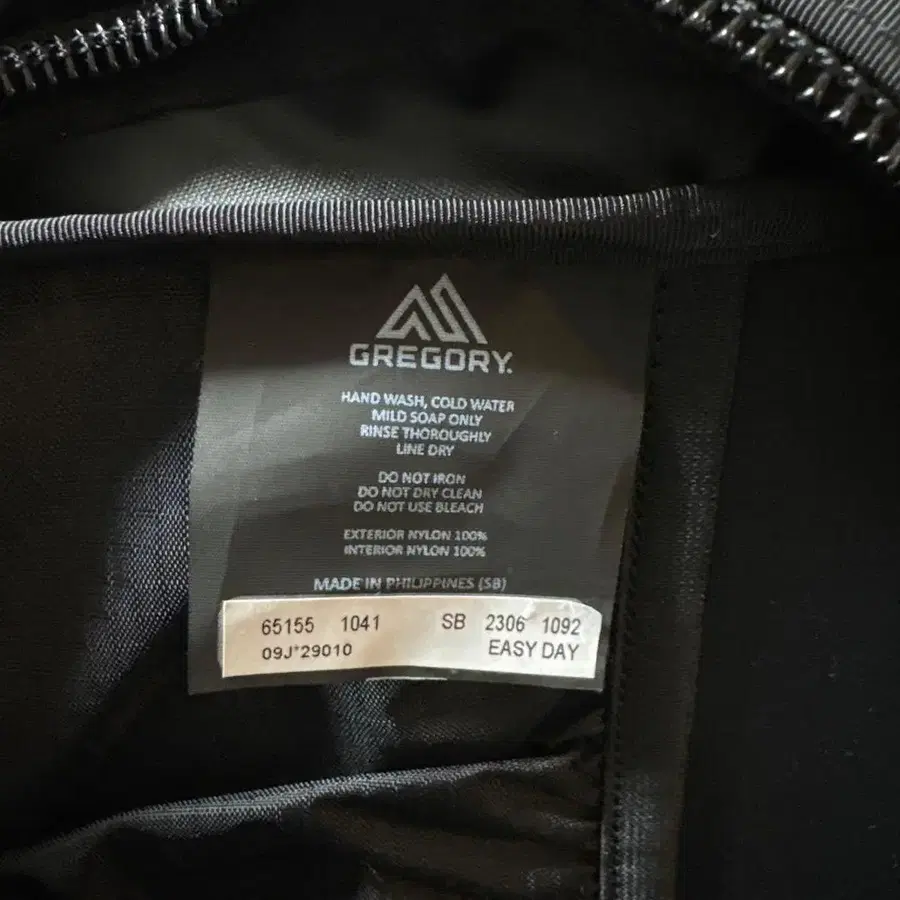 GREGORY.
HAND WASH, COLD WATER
MILD SOAP ONLY
RINSE THOROUGHLY
LINE DRY
DO NOT IRON
DO NOT DRY CLEAN
DO NOT USE BLEACH
EXTERIOR NYLON 100%
INTERIOR NYLON 100%
MADE IN PHILIPPINES (SB)
65155 1041 SB 2306 1092
09J*29010 EASY DAY